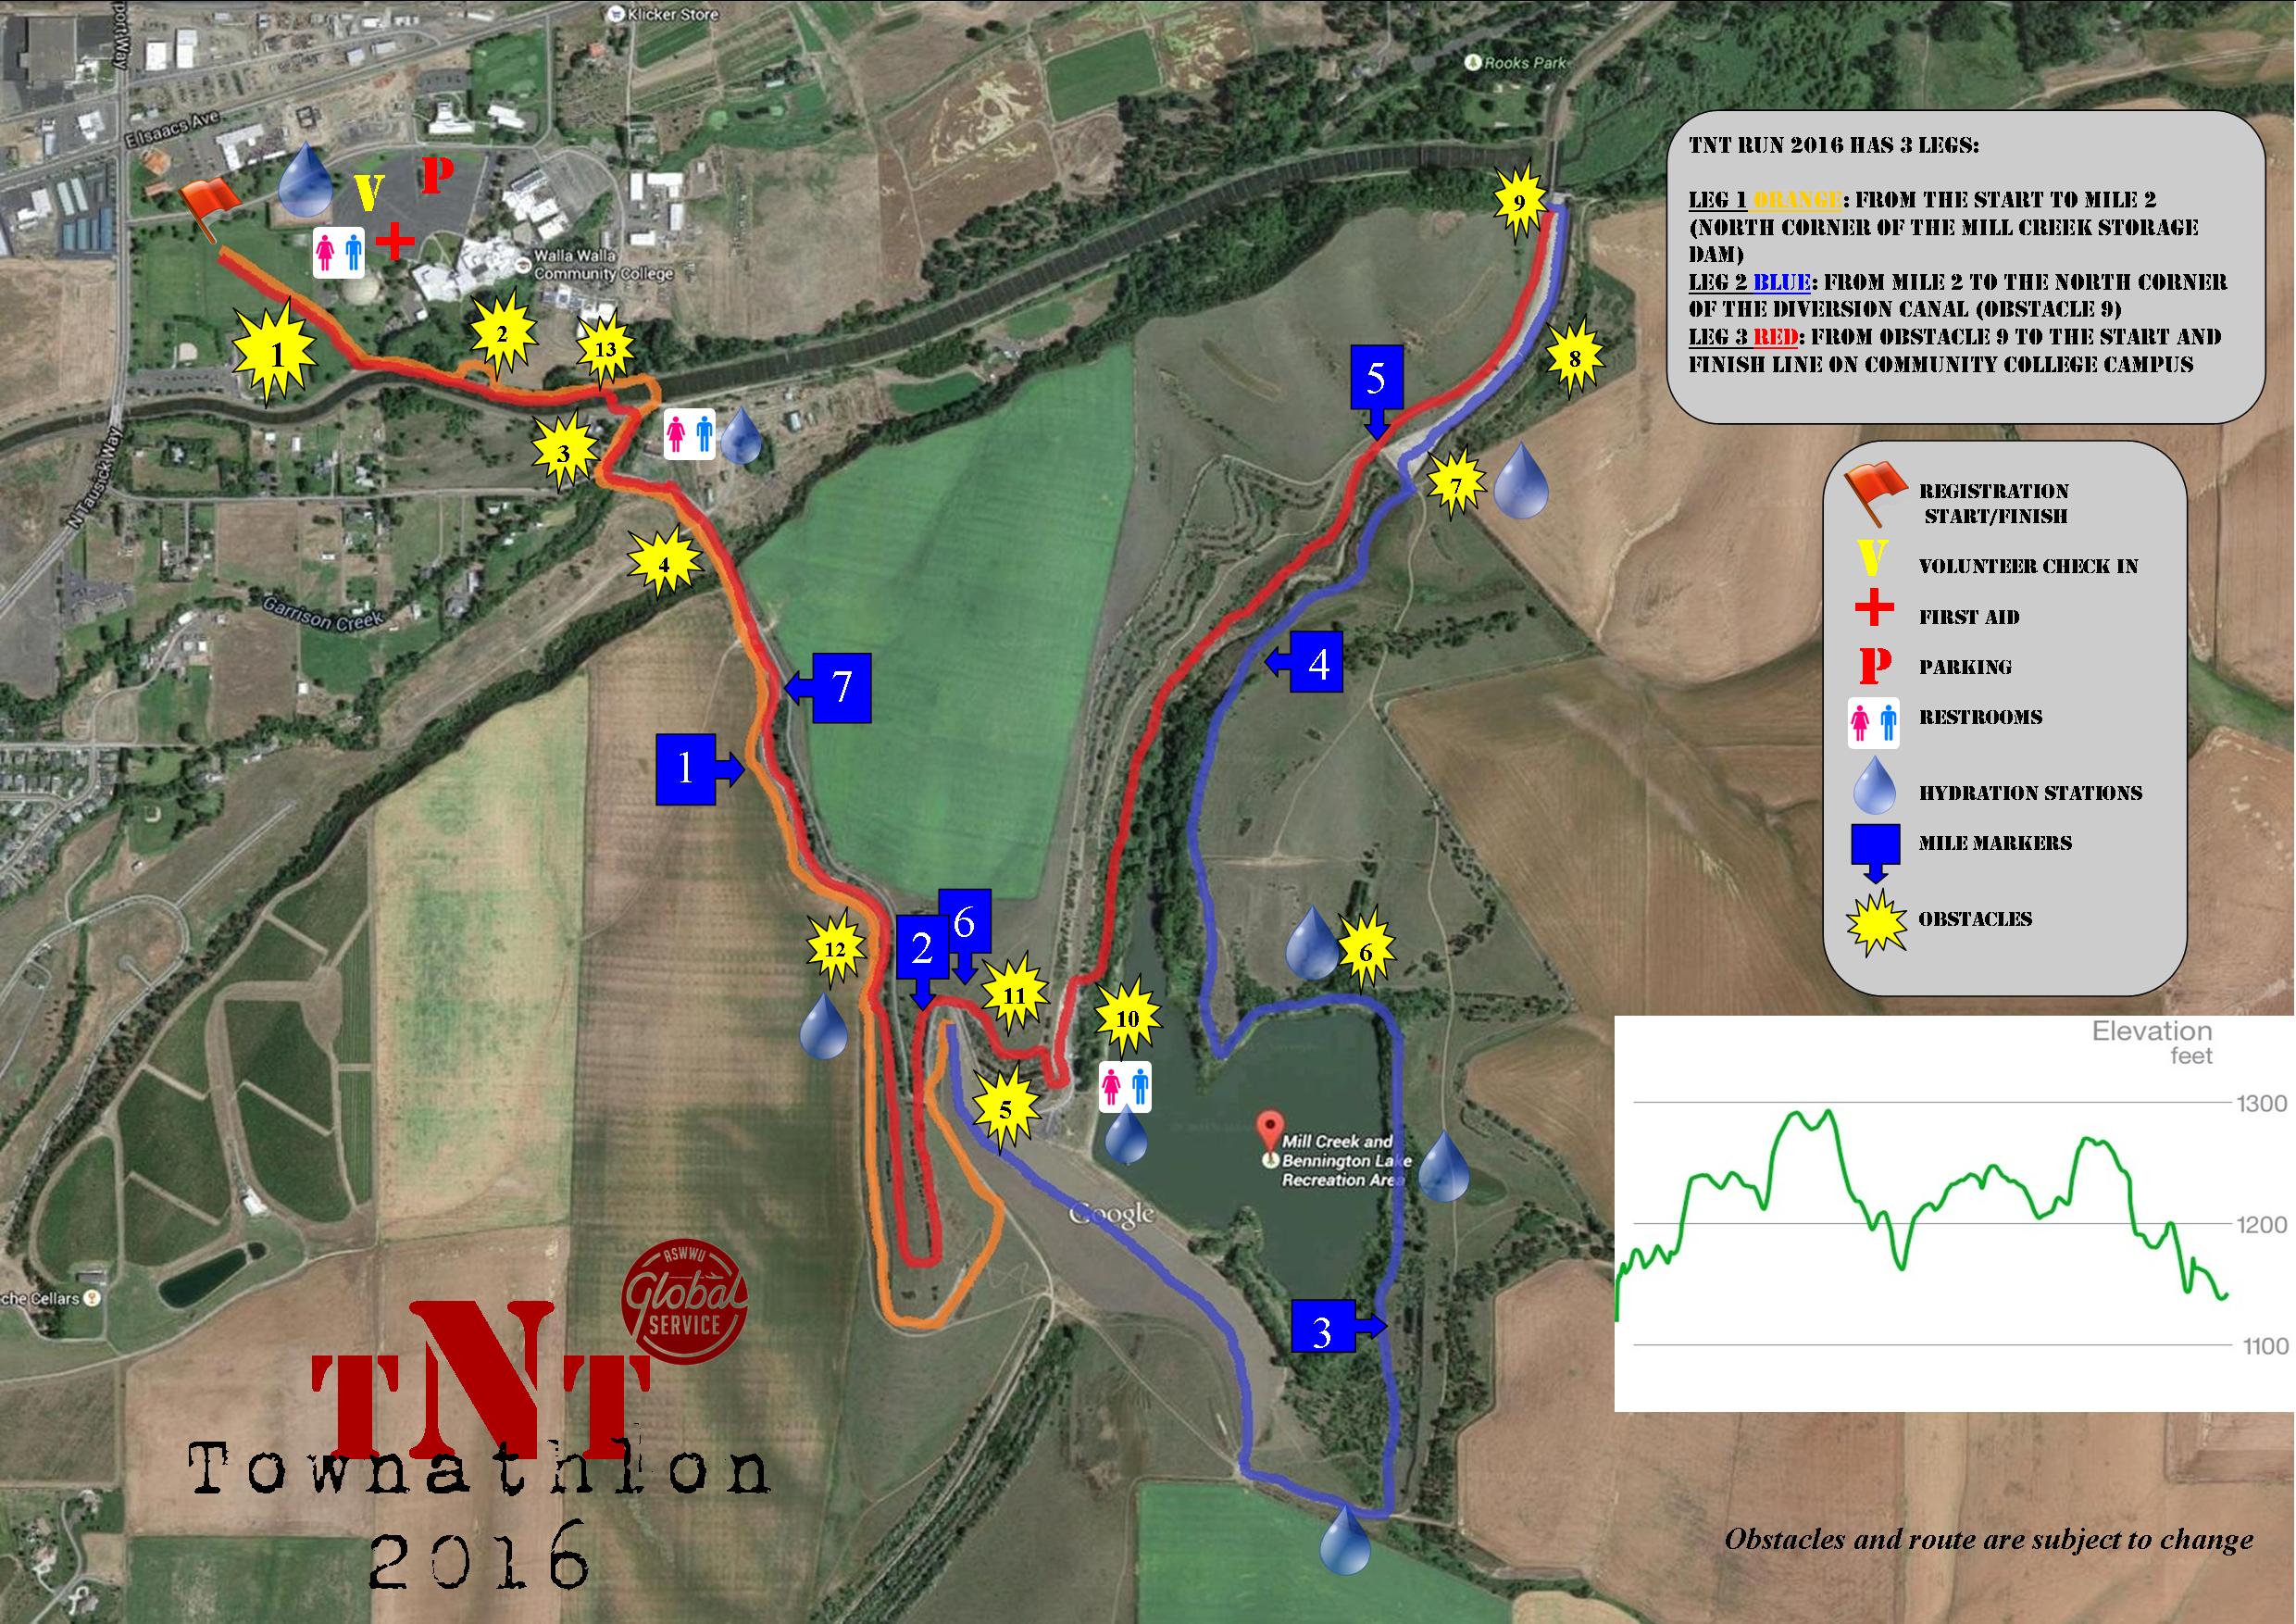 Klicker Store
Rooks Park
E Isaacs Ave
V
P
Walla Walla
Community College
N Tausick Way
Garrison Creek
1
2
13
3
4
9
8
5
7
4
7
1
12
2
6
11
10
5
6
3
Mill Creek and
Bennington Lake
Recreation Area
Google
che Cellars
TNT RUN 2016 HAS 3 LEGS:
LEG 1 ORANGE: FROM THE START TO MILE 2
(NORTH CORNER OF THE MILL CREEK STORAGE
DAM)
LEG 2 BLUE: FROM MILE 2 TO THE NORTH CORNER
OF THE DIVERSION CANAL (OBSTACLE 9)
LEG 3 RED: FROM OBSTACLE 9 TO THE START AND
FINISH LINE ON COMMUNITY COLLEGE CAMPUS
REGISTRATION
START/FINISH
V VOLUNTEER CHECK IN
FIRST AID
P PARKING
RESTROOMS
HYDRATION STATIONS
MILE MARKERS
OBSTACLES
Elevation
feet
1300
1200
1100
ASWWU
Global
SERVICE
TNT
Townathlon
2016
Obstacles and route are subject to change